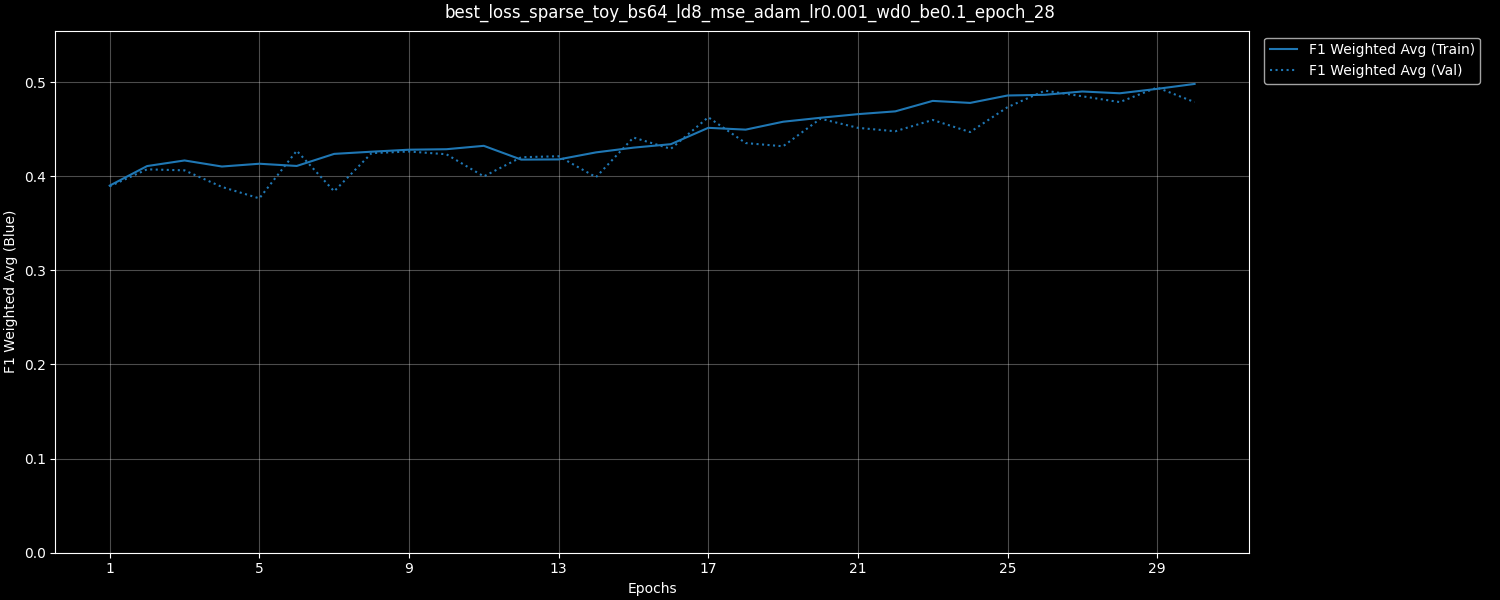 best_loss_sparse_toy_bs64_ld8_mse_adam_lr0.001_wd0_be0.1_epoch_28
F1 Weighted Avg (Train)
F1 Weighted Avg (Val)
F1 Weighted Avg (Blue)
0.5
0.4
0.3
0.2
0.1
0.0
1 5 9 13 17 21 25 29
Epochs